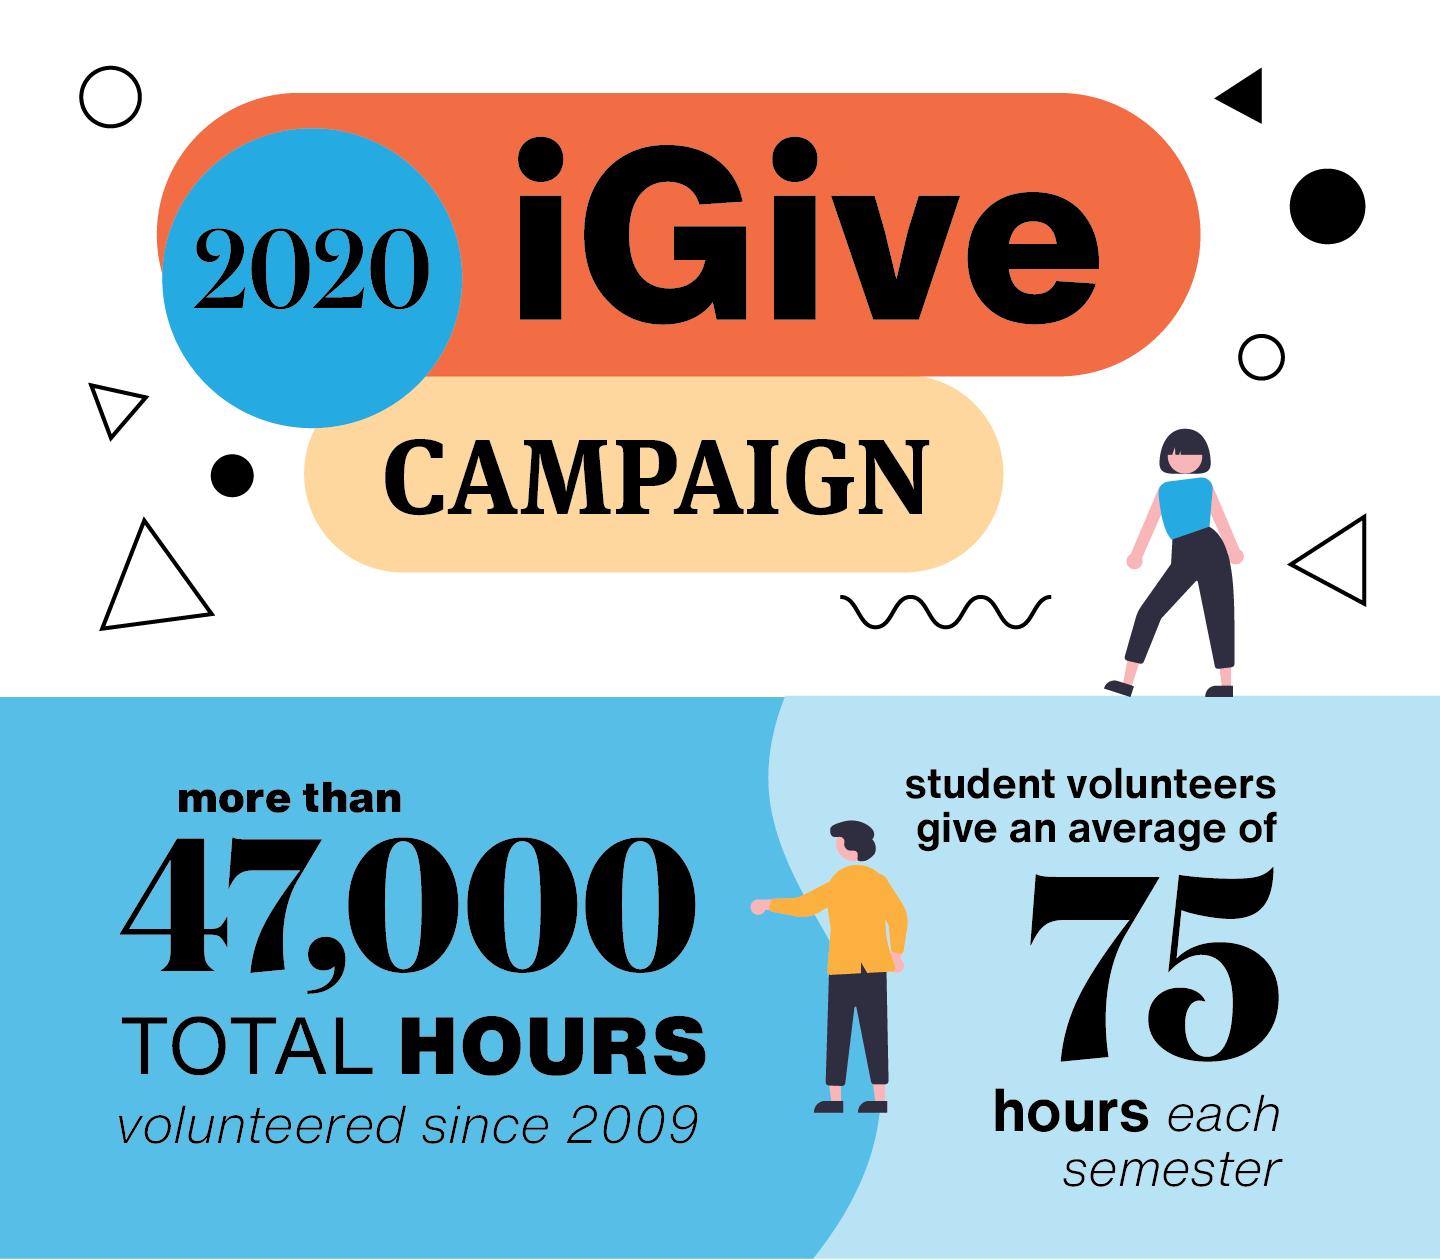 2020
iGive
CAMPAIGN
more than
47,000
TOTAL HOURS
volunteered since 2009
student volunteers
give an average of
75
hours each
semester